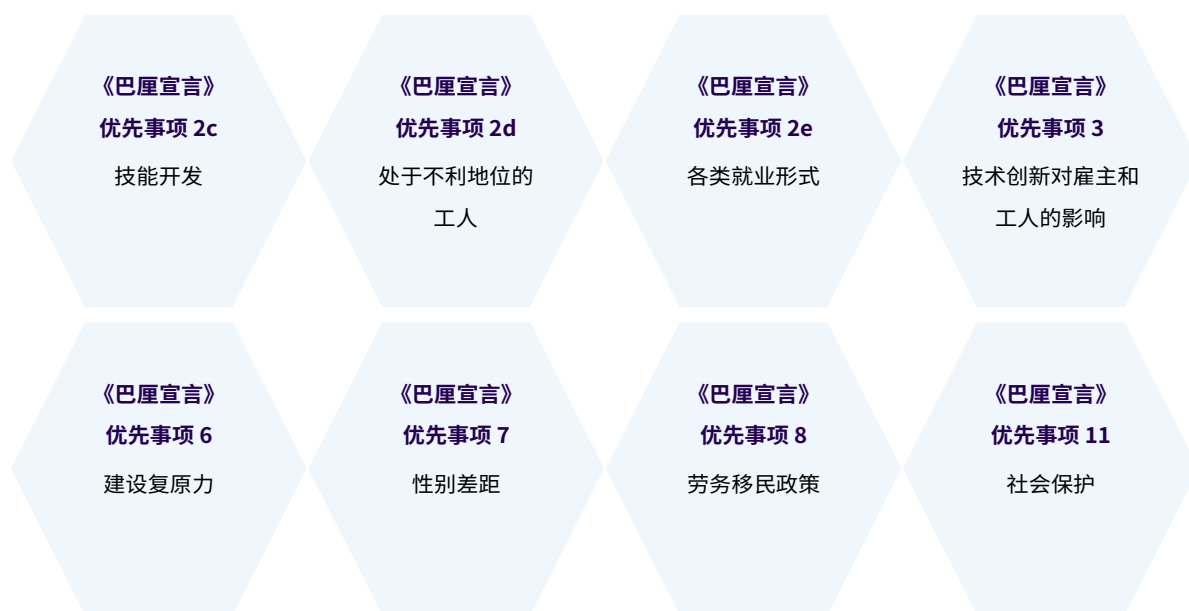 《巴厘宣言》
优先事项 2c
技能开发
《巴厘宣言》
优先事项 2d
处于不利地位的
工人
《巴厘宣言》
优先事项 2e
各类就业形式
《巴厘宣言》
优先事项 3
技术创新对雇主和
工人的影响
《巴厘宣言》
优先事项 6
建设复原力
《巴厘宣言》
优先事项 7
性别差距
《巴厘宣言》
优先事项 8
劳务移民政策
《巴厘宣言》
优先事项 11
社会保护